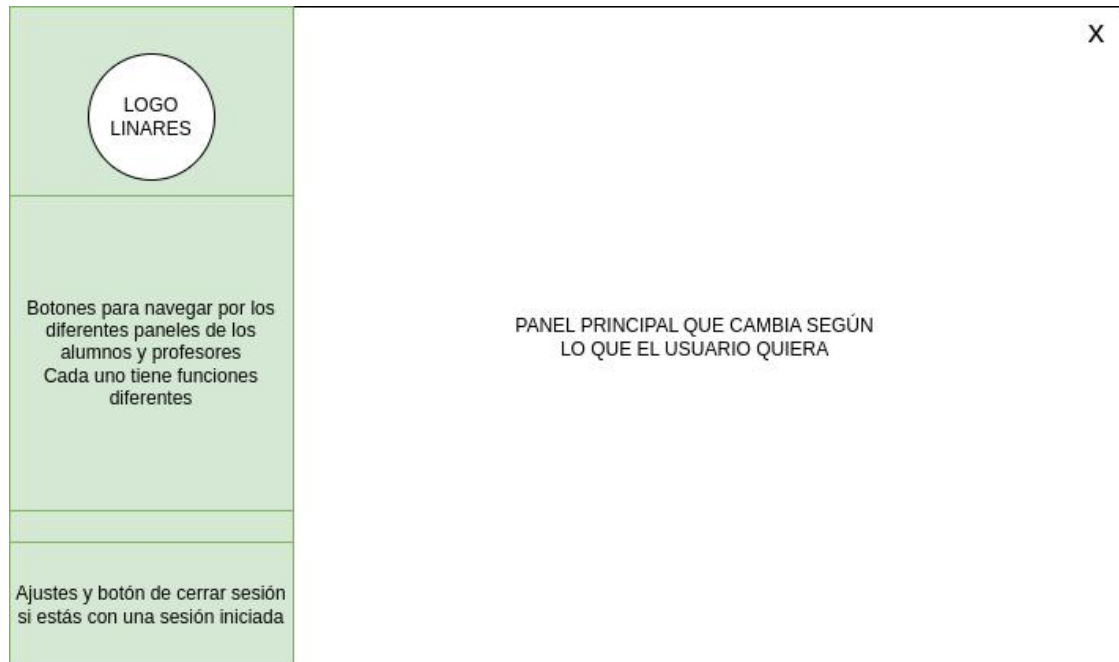 X
LOGO
LINARES
Botones para navegar por los
diferentes paneles de los
alumnos y profesores
Cada uno tiene funciones
diferentes
PANEL PRINCIPAL QUE CAMBIA SEGÚN
LO QUE EL USUARIO QUIERA
Ajustes y botón de cerrar sesión
si estás con una sesión iniciada